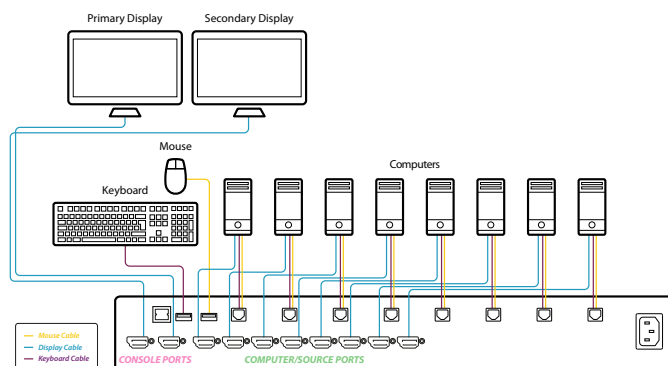 Primary Display
Secondary Display
Mouse
Computers
Keyboard
Mouse Cable
Display Cable
Keyboard Cable
CONSOLE PORTS
COMPUTER/SOURCE PORTS